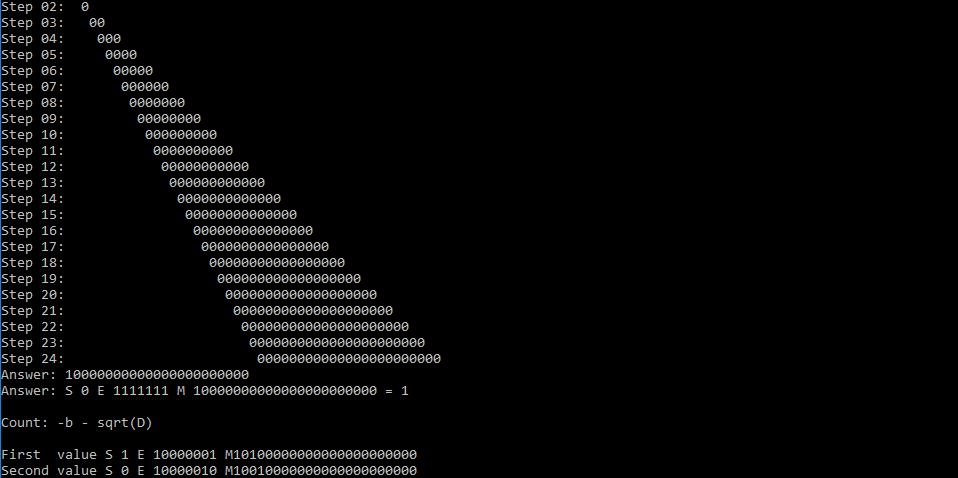 Step 02:  0
Step 03:   00
Step 04:    000
Step 05:     0000
Step 06:      00000
Step 07:       000000
Step 08:        0000000
Step 09:         00000000
Step 10:          000000000
Step 11:           0000000000
Step 12:            00000000000
Step 13:             000000000000
Step 14:              0000000000000
Step 15:               00000000000000
Step 16:                000000000000000
Step 17:                 0000000000000000
Step 18:                  00000000000000000
Step 19:                   000000000000000000
Step 20:                    0000000000000000000
Step 21:                     00000000000000000000
Step 22:                      000000000000000000000
Step 23:                       0000000000000000000000
Step 24:                        00000000000000000000000
Answer: 10000000000000000000000
Answer: S 0 E 1111111 M 10000000000000000000000 = 1
Count: -b - sqrt(D)
First  value S 1 E 10000001 M10100000000000000000000
Second value S 0 E 10000010 M10010000000000000000000